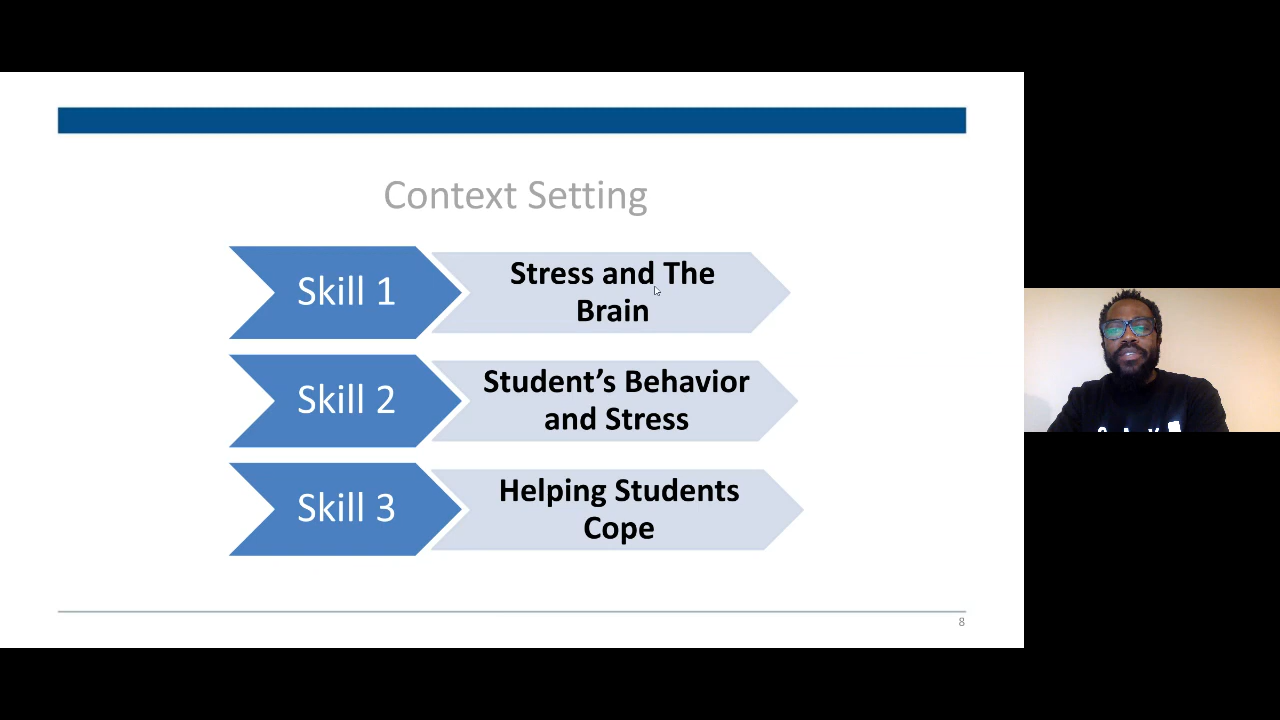 Context Setting
Skill 1
Stress and The
Brain
Skill 2
Student’s Behavior
and Stress
Skill 3
Helping Students
Cope
8